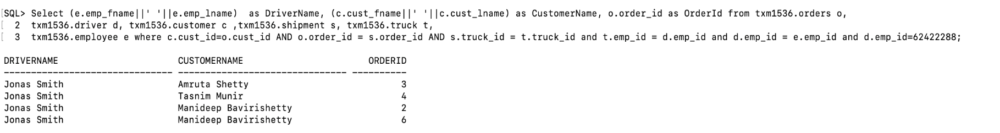 SQL> Select (e.emp_fname||' '||e.emp_lname)  as DriverName, (c.cust_fname||' '||c.cust_lname) as CustomerName, o.order_id as OrderId from txm1536.orders o,
2  txm1536.driver d, txm1536.customer c ,txm1536.shipment s, txm1536.truck t,
3  txm1536.employee e where c.cust_id=o.cust_id AND o.order_id = s.order_id AND s.truck_id = t.truck_id and t.emp_id = d.emp_id and d.emp_id = e.emp_id and d.emp_id=62422288;
DRIVERNAME CUSTOMERNAME ORDERID
------------------------------- ------------------------------- ----------
Jonas Smith Amruta Shetty 3
Jonas Smith Tasnim Munir 4
Jonas Smith Manideep Bavirishetty 2
Jonas Smith Manideep Bavirishetty 6